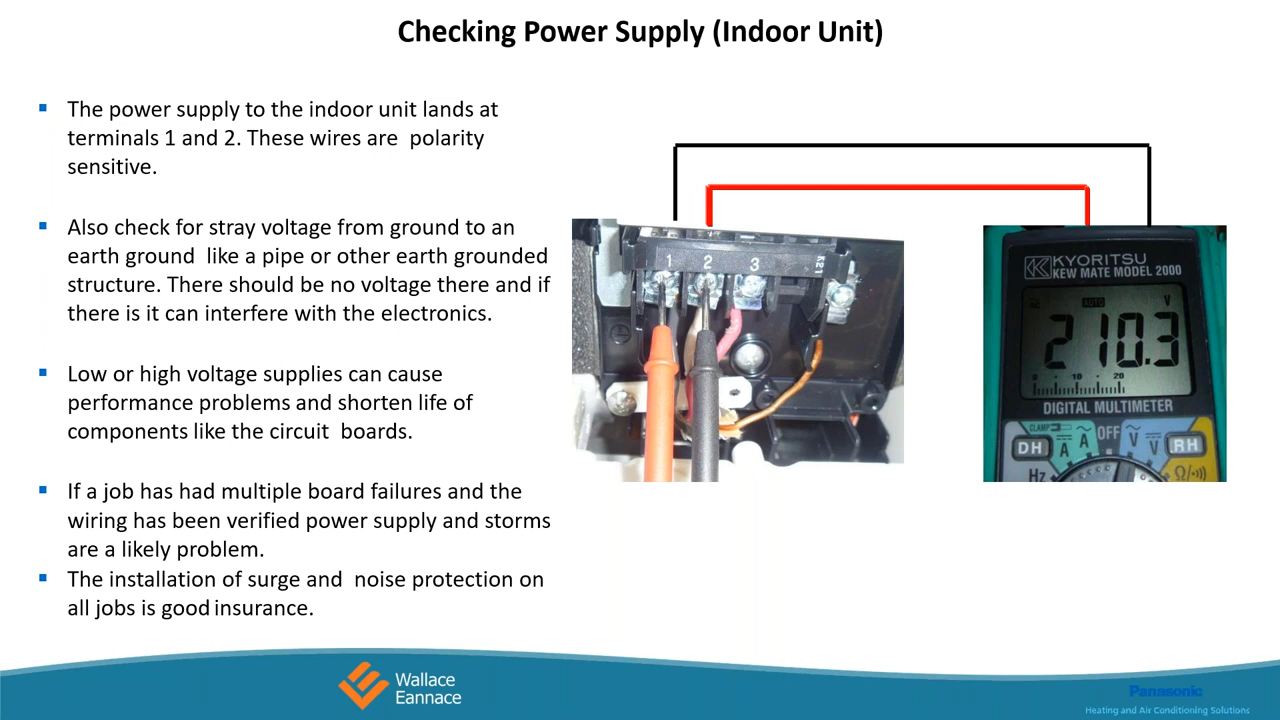 Checking Power Supply (Indoor Unit)
The power supply to the indoor unit lands at
terminals 1 and 2. These wires are polarity
sensitive.
Also check for stray voltage from ground to an
earth ground like a pipe or other earth grounded
structure. There should be no voltage there and if
there is it can interfere with the electronics.
Low or high voltage supplies can cause
performance problems and shorten life of
components like the circuit boards.
If a job has had multiple board failures and the
wiring has been verified power supply and storms
are a likely problem.
The installation of surge and noise protection on
all jobs is good insurance.
1 2 3
K21
KYORITSU
KEW MATE MODEL 2000
AUTO V
210.3
0 10 20
DIGITAL MULTIMETER
CLAMP
DH A A OFF V V RH
Hz Ω
Wallace
Eannace
Panasonic
Heating and Air Conditioning Solutions